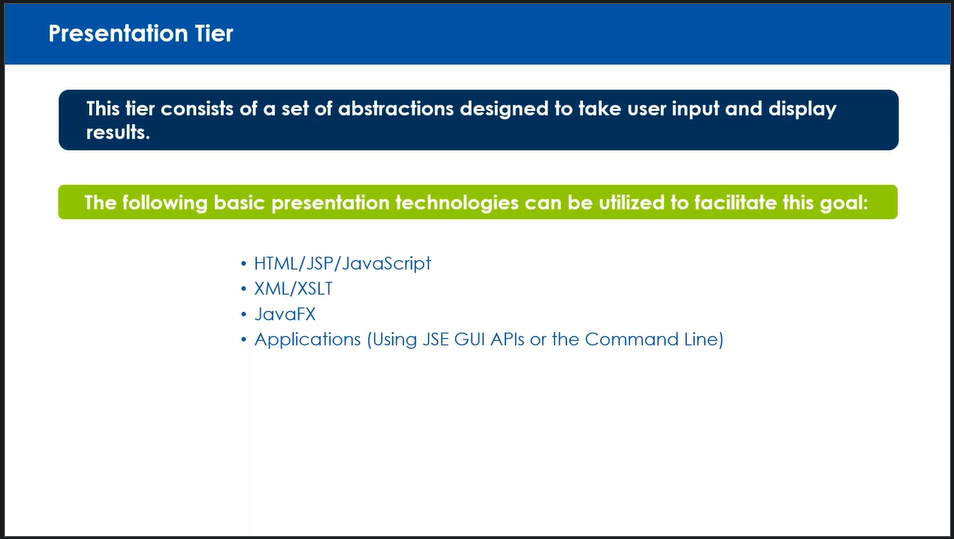 Presentation Tier
This tier consists of a set of abstractions designed to take user input and display
results.
The following basic presentation technologies can be utilized to facilitate this goal:
• HTML/JSP/JavaScript
• XML/XSLT
• JavaFX
• Applications (Using JSE GUI APIs or the Command Line)